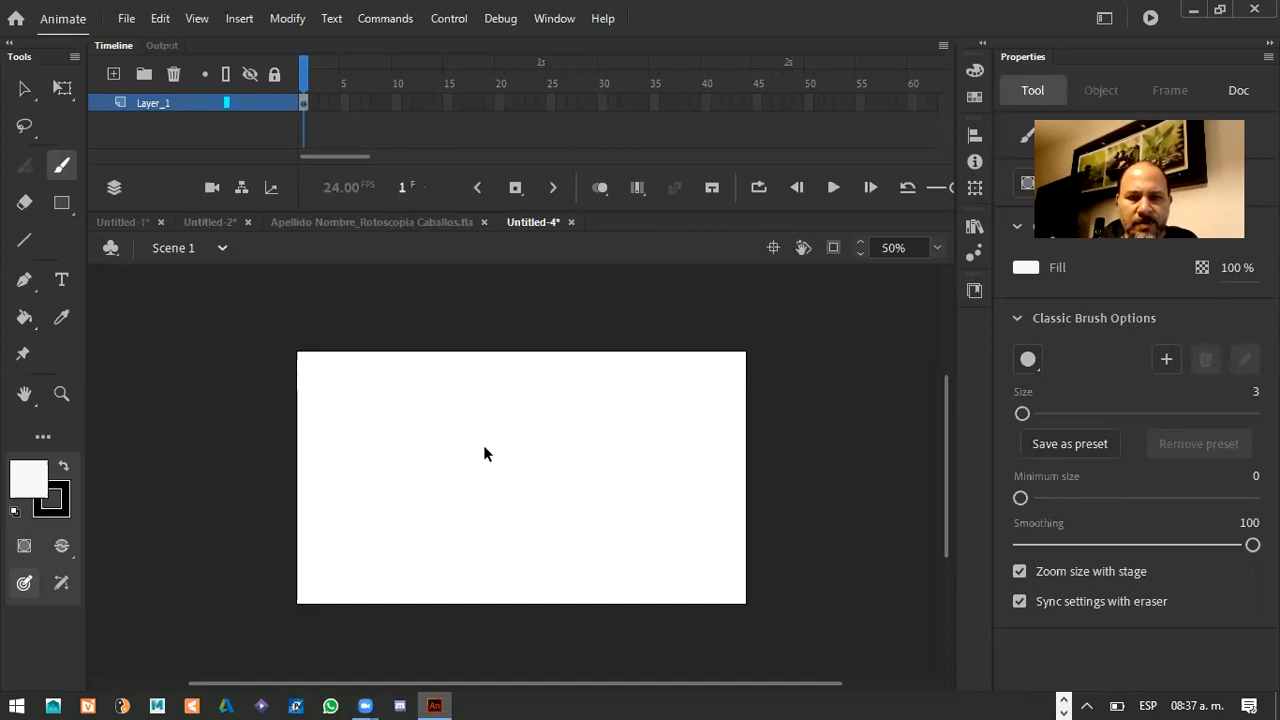 Animate File Edit View Insert Modify Text Commands Control Debug Window Help
Tools Timeline Output Properties
1s 2s
5 10 15 20 25 30 35 40 45 50 55 60
Tool Object Frame Doc
Layer_1
24.00 FPS 1 F
Untitled-1* Untitled-2* Apellido Nombre_Rotoscopia Caballos.fla Untitled-4*
Scene 1 50%
Fill 100 %
Classic Brush Options
Size 3
Save as preset Remove preset
Minimum size 0
Smoothing 100
Zoom size with stage
Sync settings with eraser
An ESP 08:37 a. m.